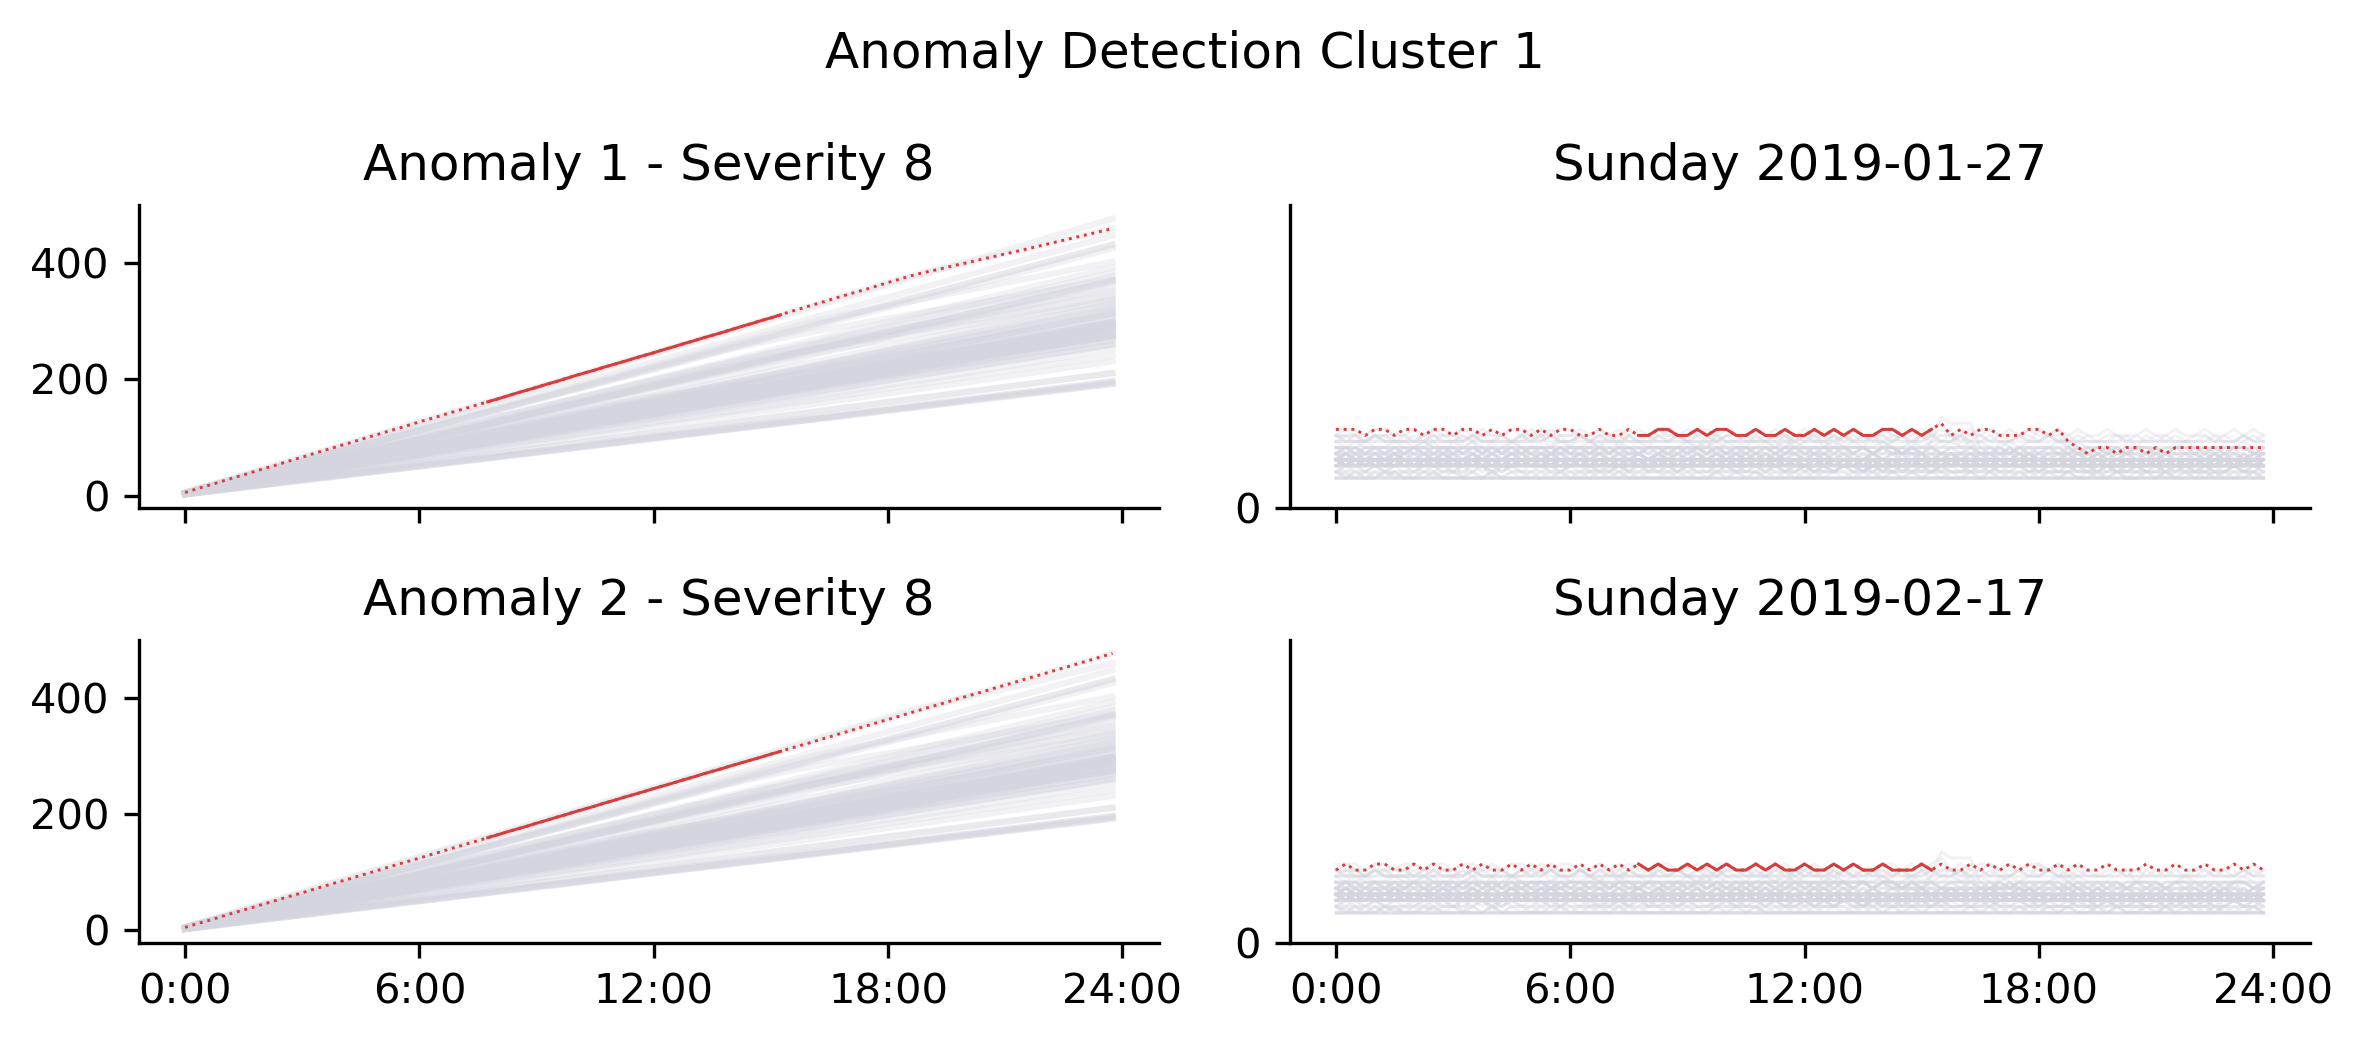 Anomaly Detection Cluster 1
Anomaly 1 - Severity 8
Sunday 2019-01-27
400
200
0
0
Anomaly 2 - Severity 8
Sunday 2019-02-17
400
200
0
0
0:00 6:00 12:00 18:00 24:00
0:00 6:00 12:00 18:00 24:00